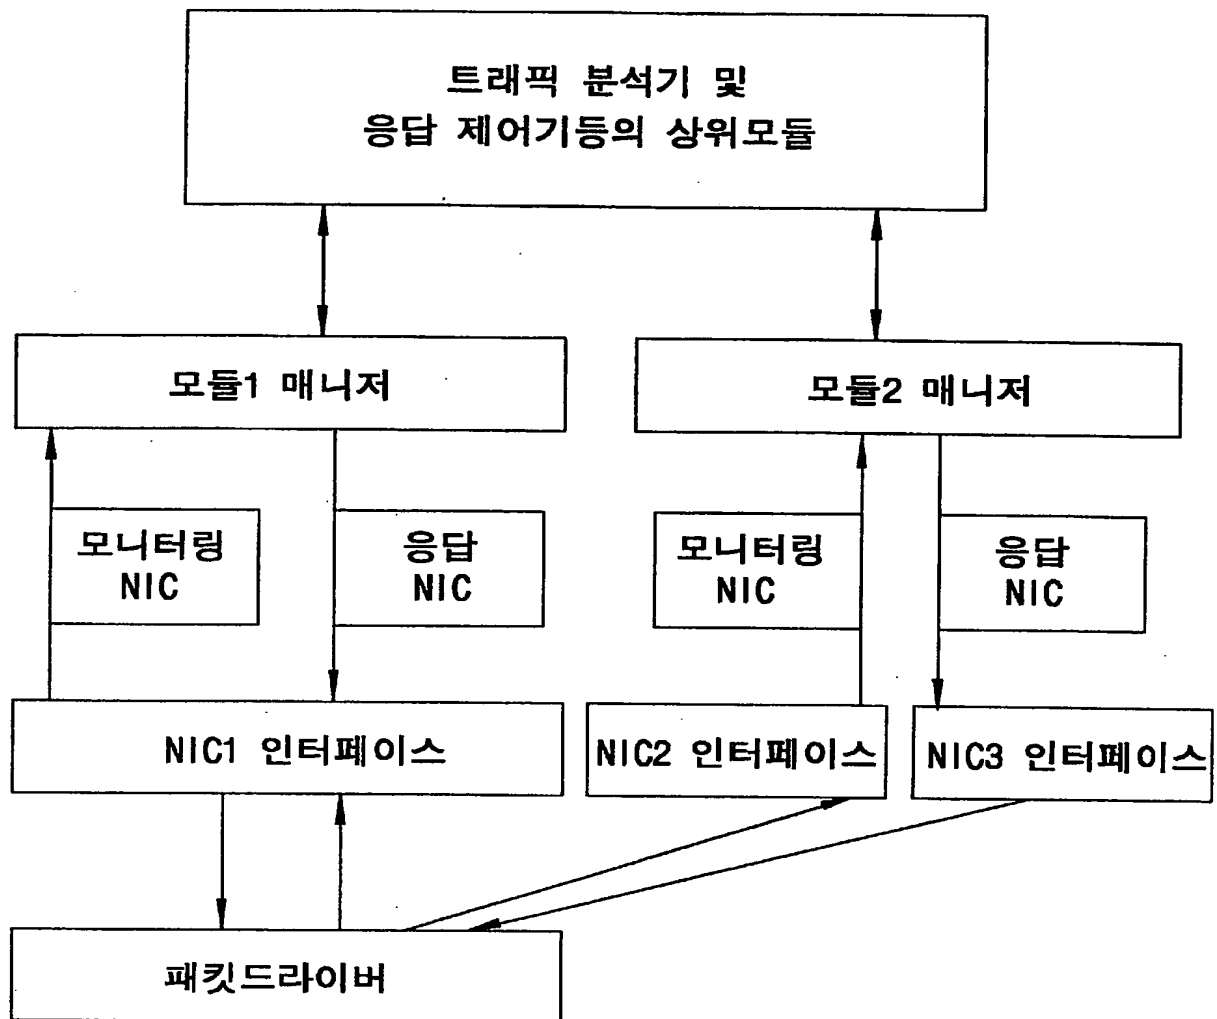 트래픽 분석기 및
응답 제어기등의 상위모듈
모듈1 매니저
모듈2 매니저
모니터링
NIC
응답
NIC
모니터링
NIC
응답
NIC
NIC1 인터페이스
NIC2 인터페이스
NIC3 인터페이스
패킷드라이버